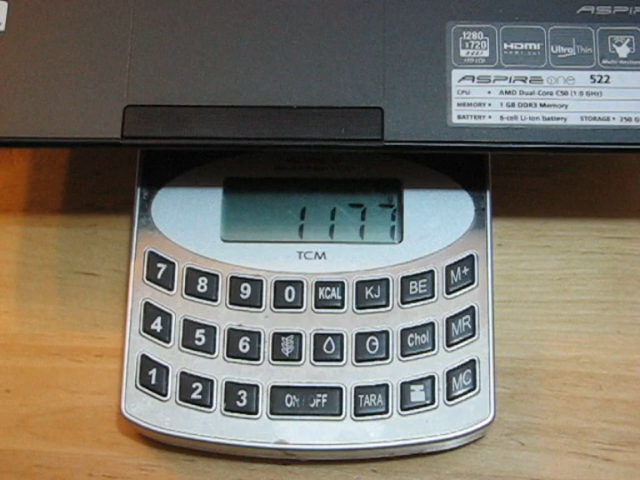 ASPIRE
1280 x720
HDMI
UltraThin
ASPIRE one 522
CPU • AMD Dual-Core C50 (1.0 GHz)
MEMORY • 1 GB DDR3 Memory
BATTERY • 6-cell Li-ion battery STORAGE • 250 G
1177
TCM
7 8 9 0 KCAL KJ BE M+
4 5 6 Chol MR
1 2 3 ON/OFF TARA MC